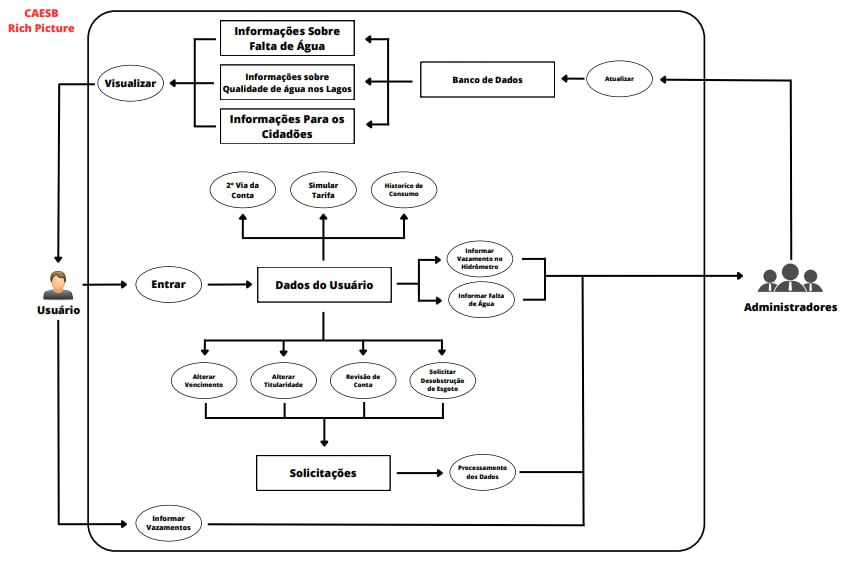 CAESB
Rich Picture
Informações Sobre
Falta de Água
Informações sobre
Qualidade de água nos Lagos
Informações Para os
Cidadões
Visualizar
Banco de Dados
Atualizar
2° Via da
Conta
Simular
Tarifa
Historico de
Consumo
Usuário
Entrar
Dados do Usuário
Informar
Vazamento no
Hidrômetro
Informar Falta
de Água
Administradores
Alterar
Vencimento
Alterar
Titularidade
Revisão de
Conta
Solicitar
Desobstrução
de Esgoto
Solicitações
Processamento
dos Dados
Informar
Vazamentos